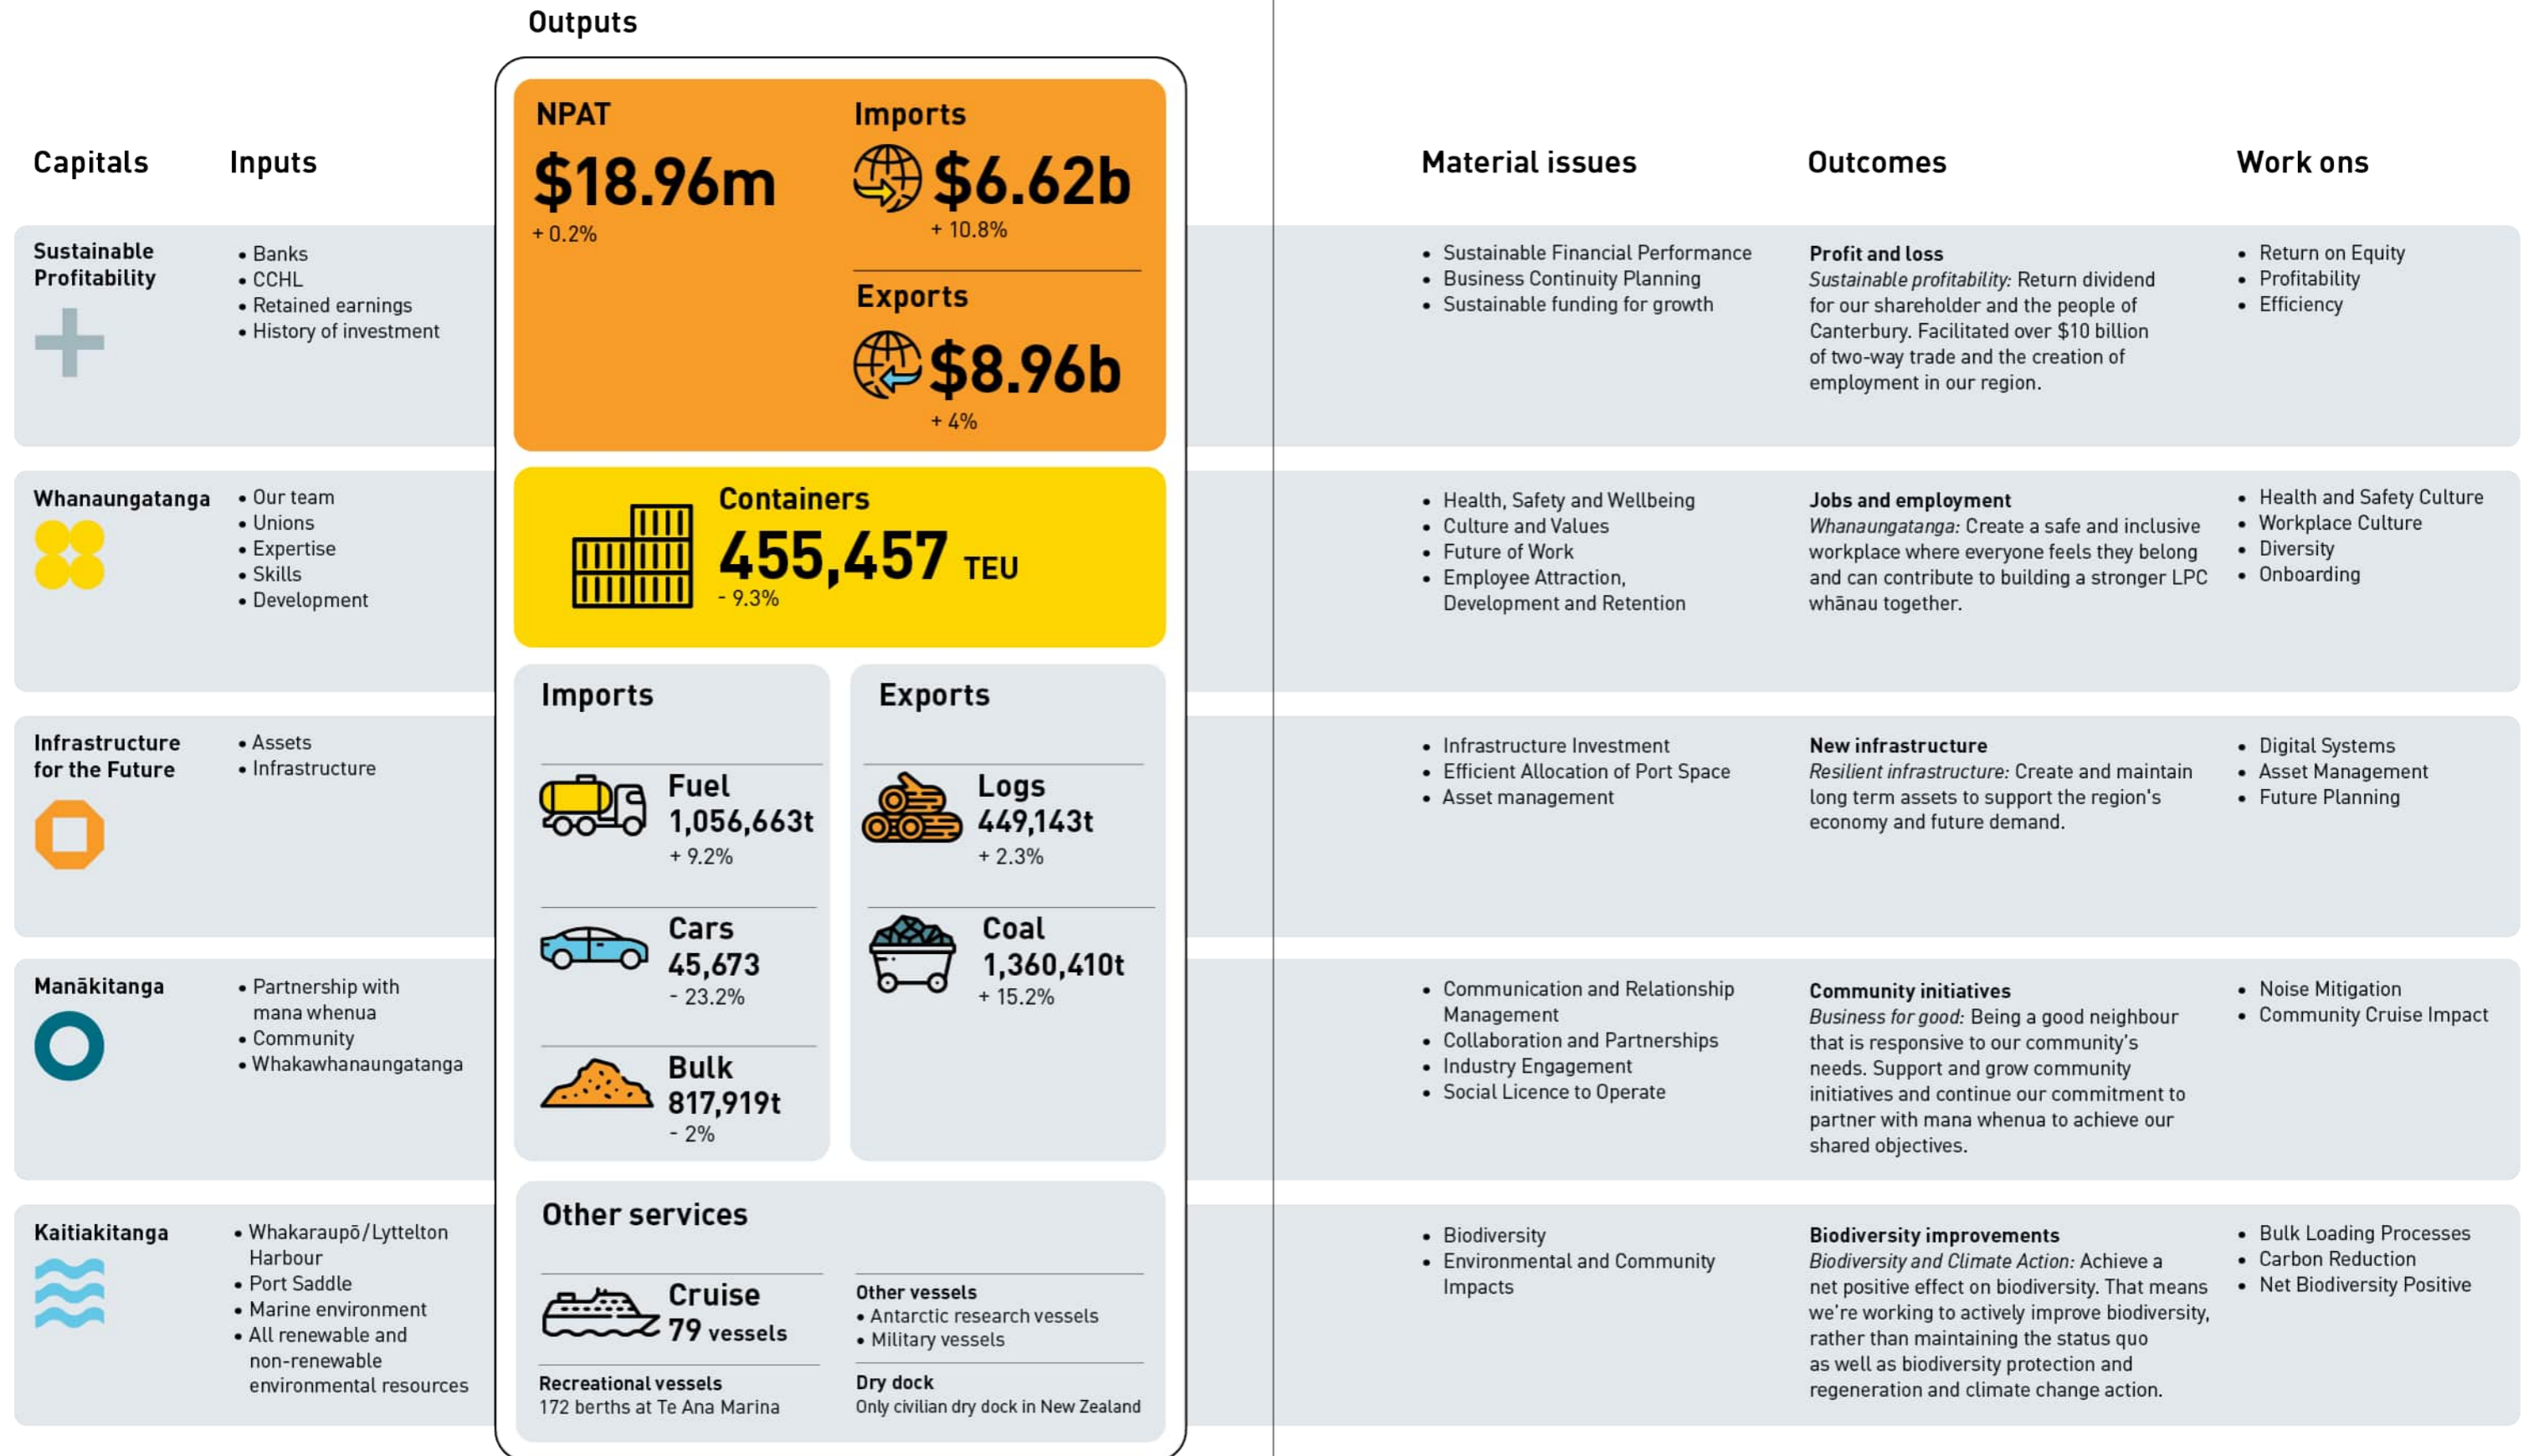 Outputs
Capitals
Inputs
Material issues
Outcomes
Work ons
NPAT
$18.96m
+ 0.2%
Imports
$6.62b
+ 10.8%
Exports
$8.96b
+ 4%
Containers
455,457 TEU
- 9.3%
Imports
Fuel
1,056,663t
+ 9.2%
Cars
45,673
- 23.2%
Bulk
817,919t
- 2%
Exports
Logs
449,143t
+ 2.3%
Coal
1,360,410t
+ 15.2%
Other services
Cruise
79 vessels
Recreational vessels
172 berths at Te Ana Marina
Other vessels
• Antarctic research vessels
• Military vessels
Dry dock
Only civilian dry dock in New Zealand
Sustainable
Profitability
• Banks
• CCHL
• Retained earnings
• History of investment
• Sustainable Financial Performance
• Business Continuity Planning
• Sustainable funding for growth
Profit and loss
Sustainable profitability: Return dividend
for our shareholder and the people of
Canterbury. Facilitated over $10 billion
of two-way trade and the creation of
employment in our region.
• Return on Equity
• Profitability
• Efficiency
Whanaungatanga
• Our team
• Unions
• Expertise
• Skills
• Development
• Health, Safety and Wellbeing
• Culture and Values
• Future of Work
• Employee Attraction,
Development and Retention
Jobs and employment
Whanaungatanga: Create a safe and inclusive
workplace where everyone feels they belong
and can contribute to building a stronger LPC
whānau together.
• Health and Safety Culture
• Workplace Culture
• Diversity
• Onboarding
Infrastructure
for the Future
• Assets
• Infrastructure
• Infrastructure Investment
• Efficient Allocation of Port Space
• Asset management
New infrastructure
Resilient infrastructure: Create and maintain
long term assets to support the region's
economy and future demand.
• Digital Systems
• Asset Management
• Future Planning
Manākitanga
• Partnership with
mana whenua
• Community
• Whakawhanaungatanga
• Communication and Relationship
Management
• Collaboration and Partnerships
• Industry Engagement
• Social Licence to Operate
Community initiatives
Business for good: Being a good neighbour
that is responsive to our community's
needs. Support and grow community
initiatives and continue our commitment to
partner with mana whenua to achieve our
shared objectives.
• Noise Mitigation
• Community Cruise Impact
Kaitiakitanga
• Whakaraupō/Lyttelton
Harbour
• Port Saddle
• Marine environment
• All renewable and
non-renewable
environmental resources
• Biodiversity
• Environmental and Community
Impacts
Biodiversity improvements
Biodiversity and Climate Action: Achieve a
net positive effect on biodiversity. That means
we're working to actively improve biodiversity,
rather than maintaining the status quo
as well as biodiversity protection and
regeneration and climate change action.
• Bulk Loading Processes
• Carbon Reduction
• Net Biodiversity Positive